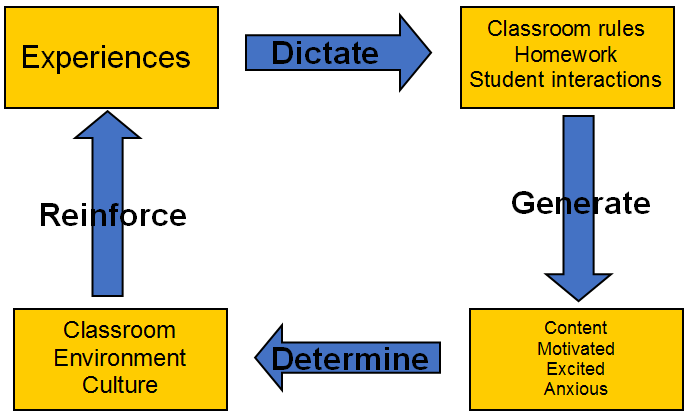 Experiences
Dictate
Classroom rules
Homework
Student interactions
Generate
Content
Motivated
Excited
Anxious
Determine
Classroom
Environment
Culture
Reinforce